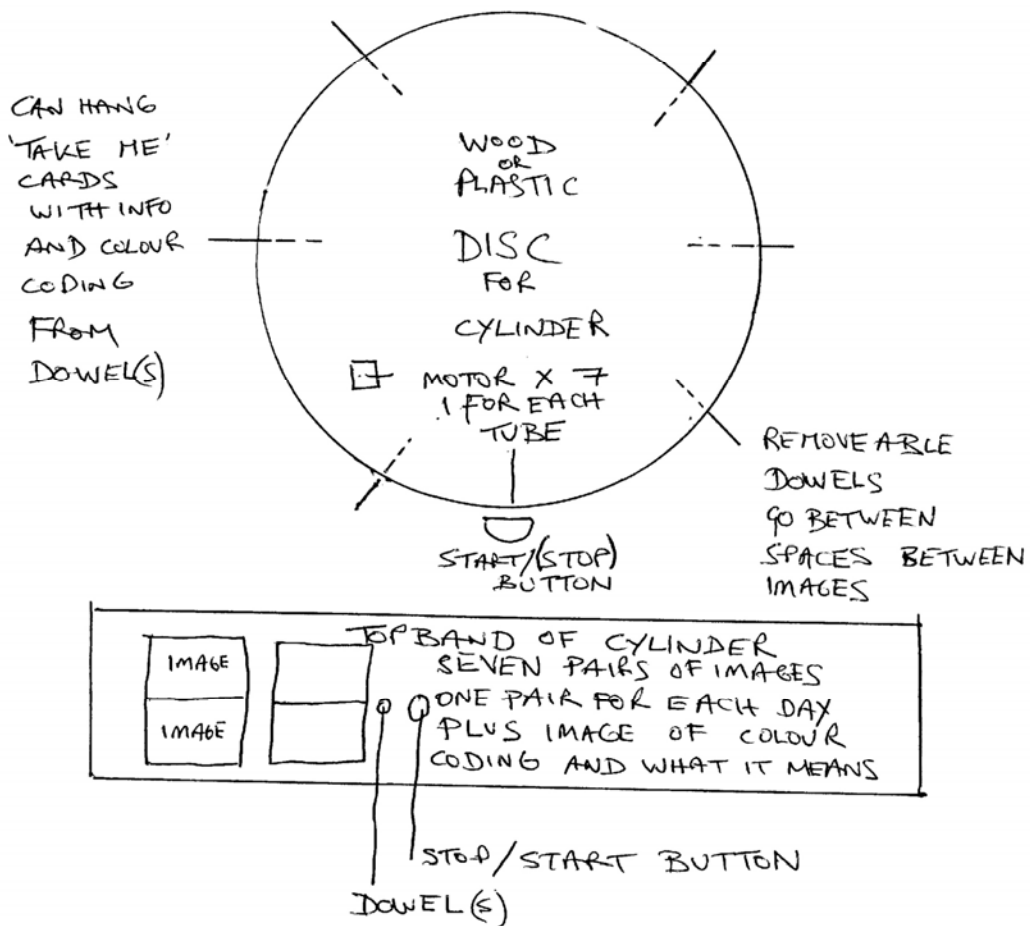 CAN HANG
'TAKE ME'
CARDS
WITH INFO
AND COLOUR
CODING
FROM
DOWEL(S)
WOOD
OR
PLASTIC
DISC
FOR
CYLINDER
MOTOR X 7
1 FOR EACH
TUBE
START/(STOP)
BUTTON
REMOVEABLE
DOWELS
GO BETWEEN
SPACES BETWEEN
IMAGES
TOP BAND OF CYLINDER
SEVEN PAIRS OF IMAGES
ONE PAIR FOR EACH DAY
PLUS IMAGE OF COLOUR
CODING AND WHAT IT MEANS
IMAGE
IMAGE
STOP/START BUTTON
DOWEL(S)